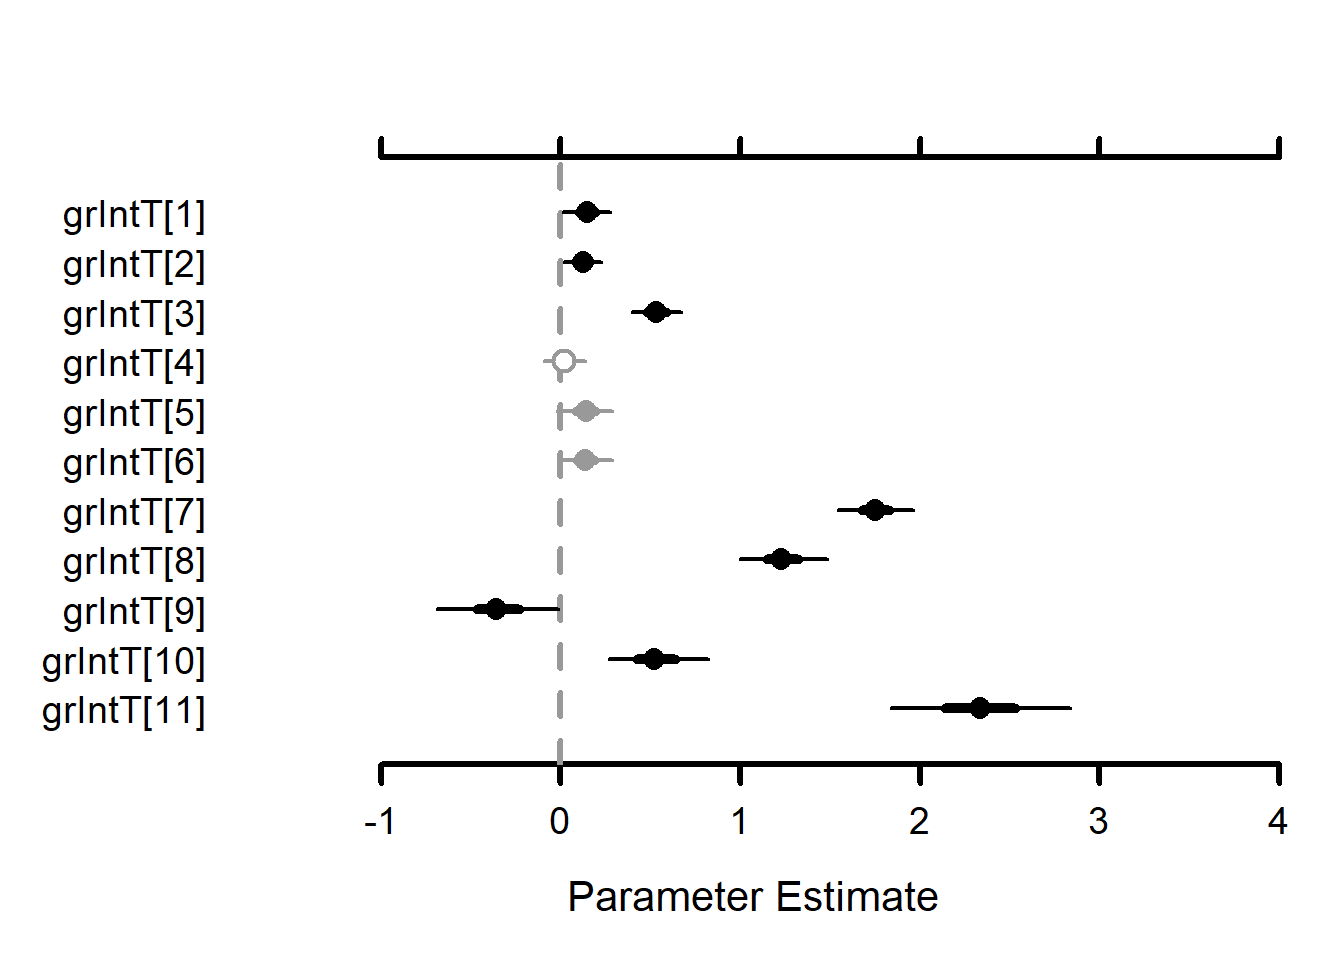 grIntT[1]
grIntT[2]
grIntT[3]
grIntT[4]
grIntT[5]
grIntT[6]
grIntT[7]
grIntT[8]
grIntT[9]
grIntT[10]
grIntT[11]
-1 0 1 2 3 4
Parameter Estimate